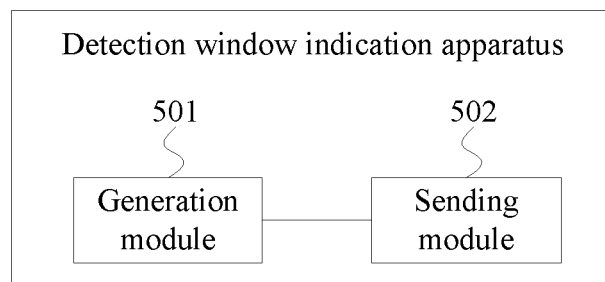 Detection window indication apparatus
501 502
Generation module
Sending module